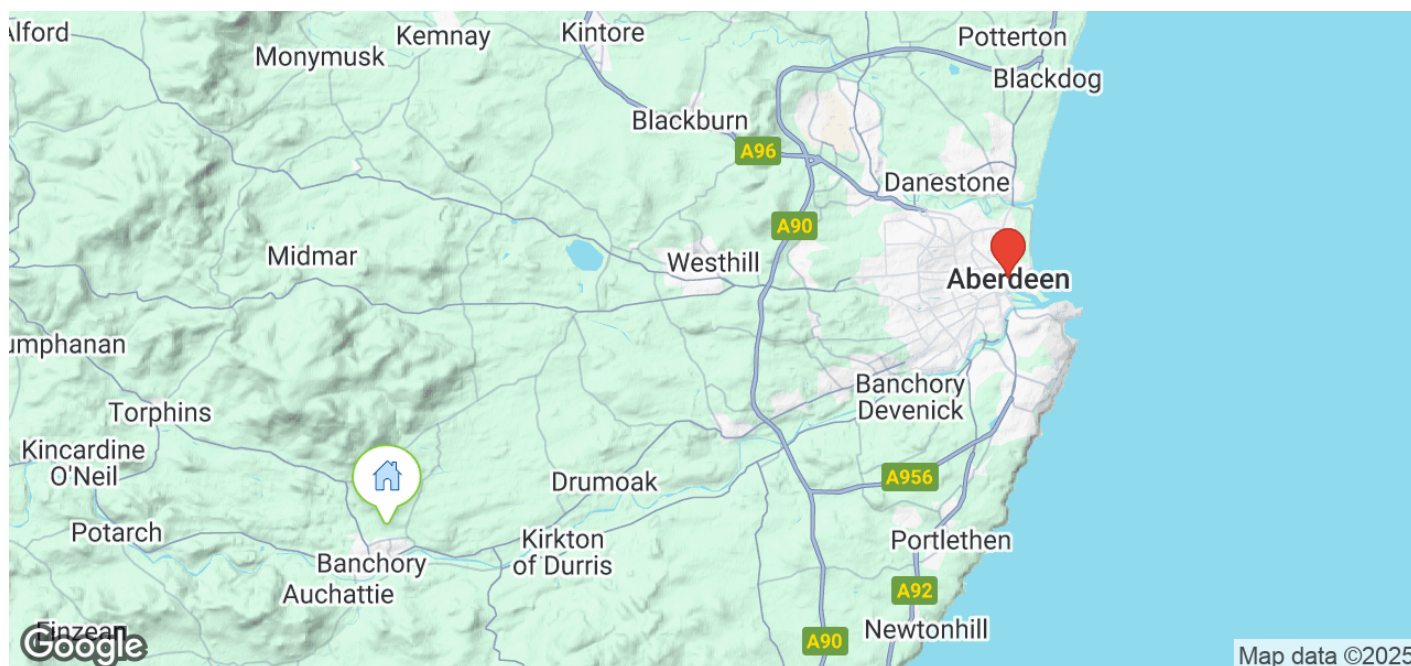 Alford
Monymusk
Kemnay
Kintore
Potterton
Blackdog
Blackburn
A96
Danestone
A90
Midmar
Westhill
Aberdeen
umphanan
Torphins
Banchory
Devenick
Kincardine
O'Neil
Drumoak
A956
Potarch
Banchory
Auchattie
Kirkton
of Durris
Portlethen
A92
Finzean
Newtonhill
A90
Google
Map data ©2025